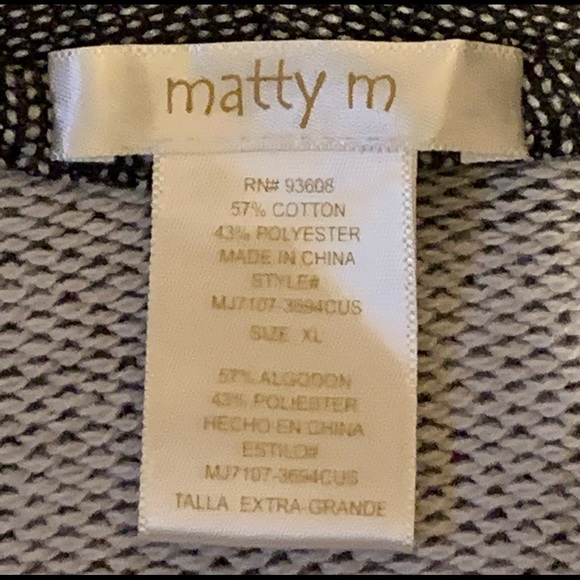 matty m
RN# 93608
57% COTTON
43% POLYESTER
MADE IN CHINA
STYLE#
MJ7107-3694CUS
SIZE XL
57% ALGODON
43% POLIESTER
HECHO EN CHINA
ESTILO#
MJ7107-3694CUS
TALLA EXTRA-GRANDE